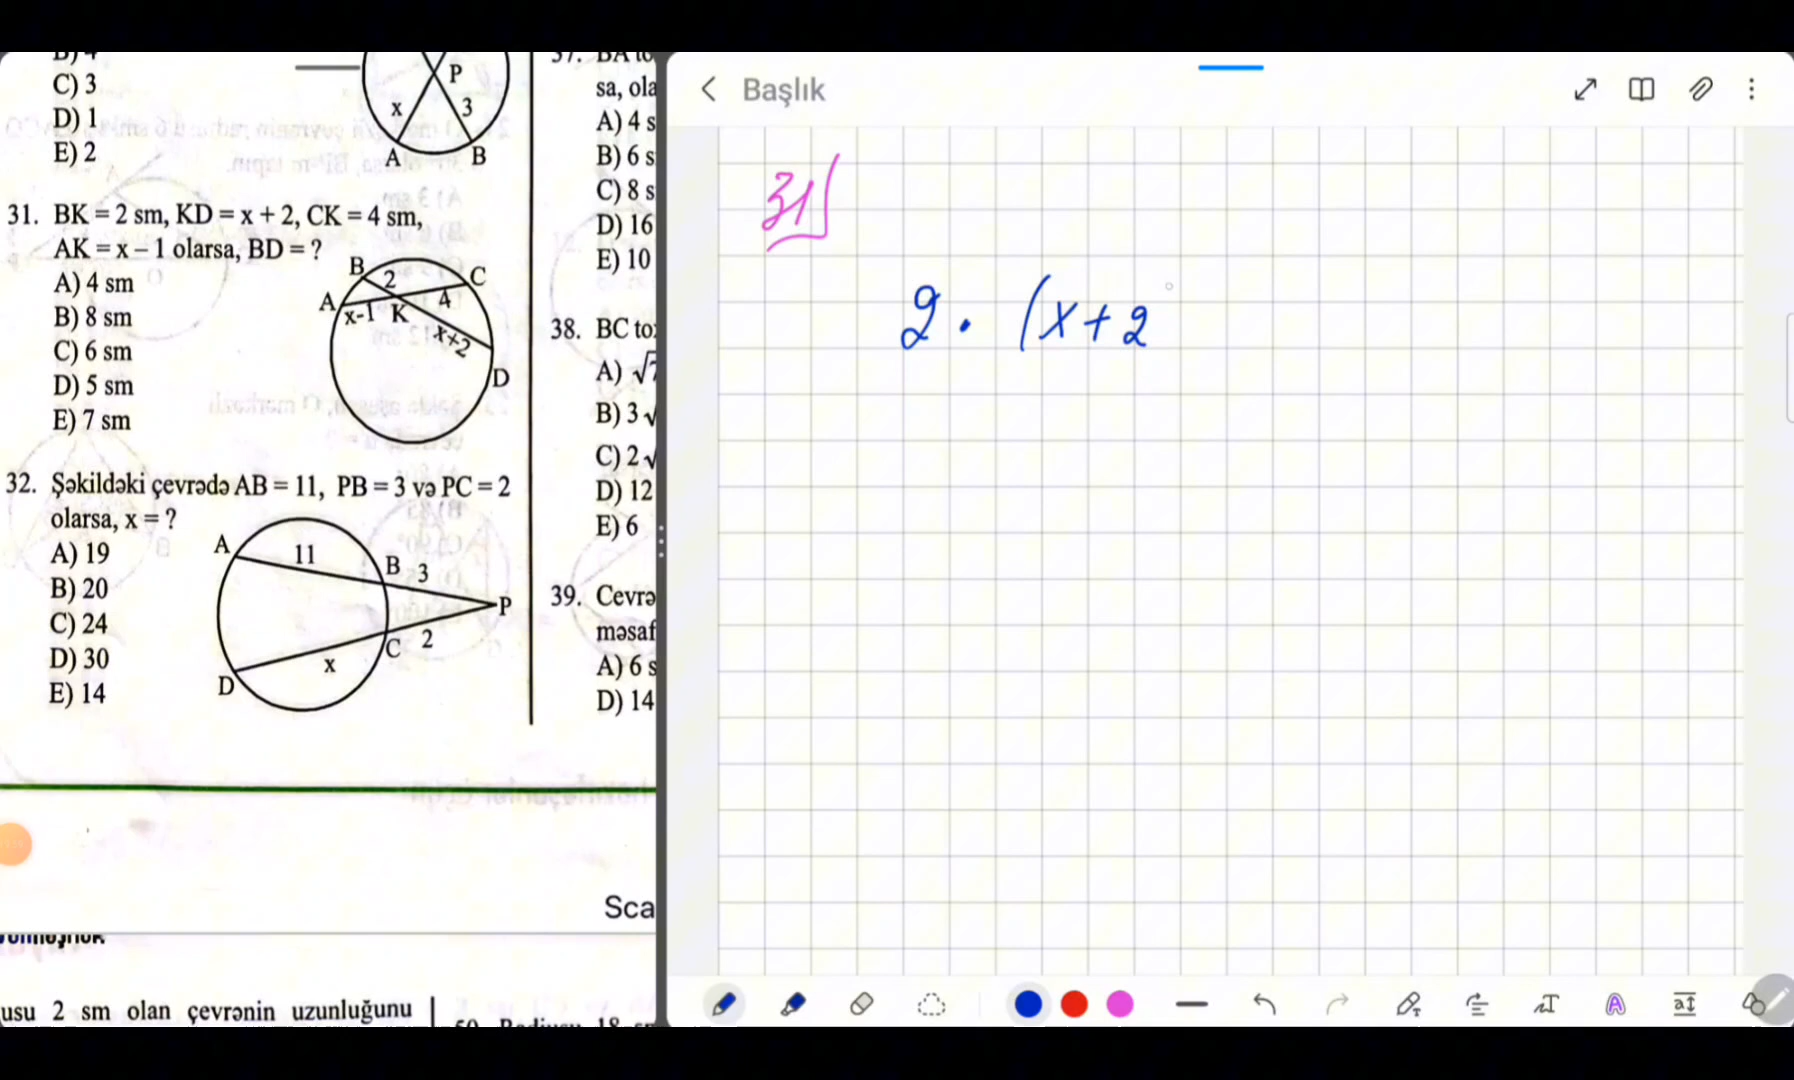 C) 3
D) 1
E) 2
P
x
3
A
B
31. BK = 2 sm, KD = x + 2, CK = 4 sm,
AK = x – 1 olarsa, BD = ?
A) 4 sm
B) 8 sm
C) 6 sm
D) 5 sm
E) 7 sm
B
2
C
A
4
x-1
K
x+2
D
32. Şəkildəki çevrədə AB = 11, PB = 3 və PC = 2
olarsa, x = ?
A) 19
B) 20
C) 24
D) 30
E) 14
A
11
B
3
P
C
2
x
D
usu 2 sm olan çevrənin uzunluğunu
sa, ola
A) 4 s
B) 6 s
C) 8 s
D) 16
E) 10
38. BC to
A) √
B) 3√
C) 2√
D) 12
E) 6
39. Cevrə
məsaf
A) 6 s
D) 14
Sca
Başlık
31
2 · (x+2